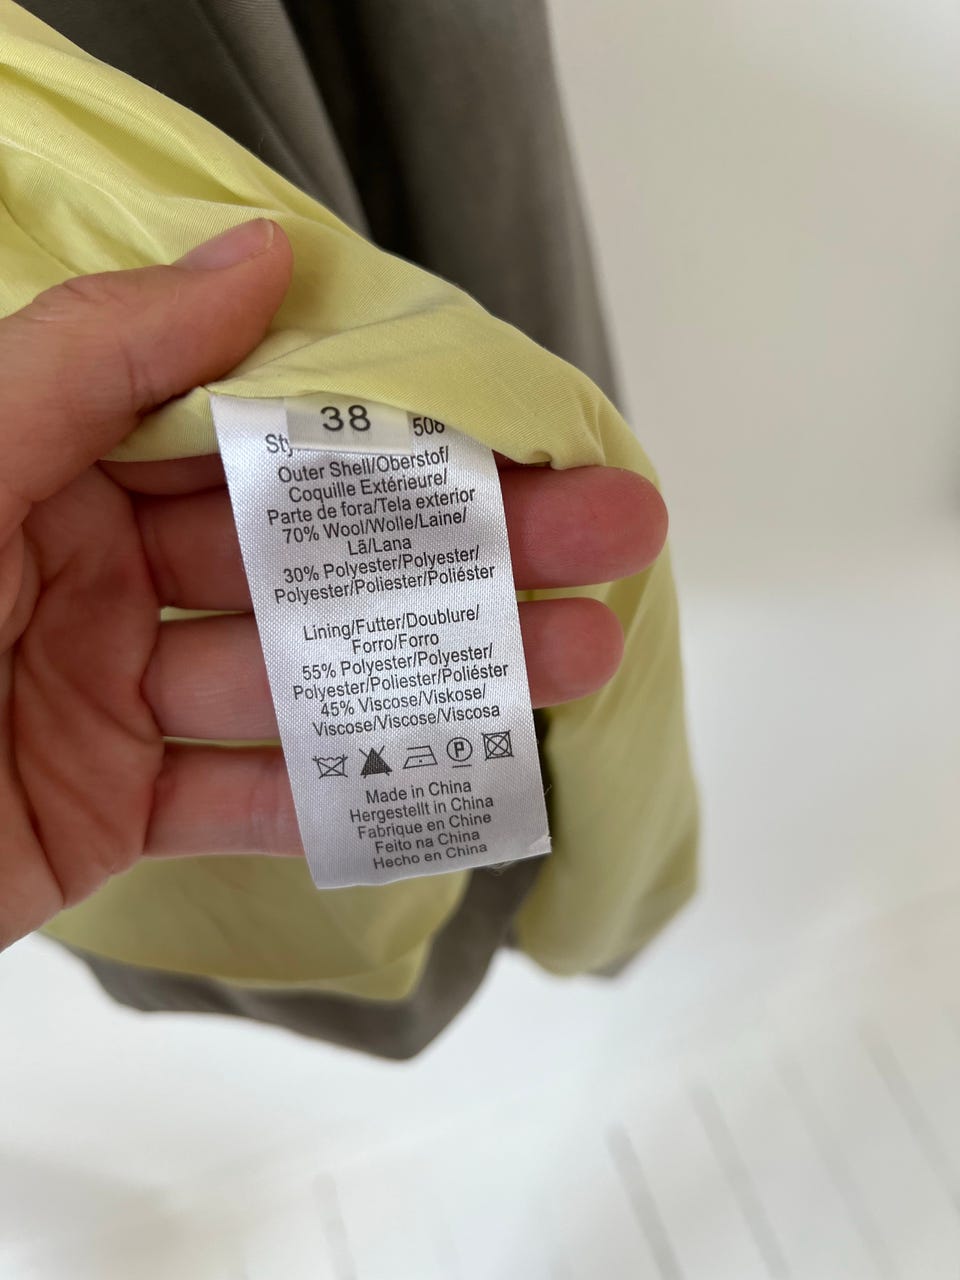 38
508
Outer Shell/Oberstof/
Coquille Extérieure/
Parte de fora/Tela exterior
70% Wool/Wolle/Laine/
Lã/Lana
30% Polyester/Polyester/
Polyester/Poliester/Poliéster
Lining/Futter/Doublure/
Forro/Forro
55% Polyester/Polyester/
Polyester/Poliester/Poliéster
45% Viscose/Viskose/
Viscose/Viscose/Viscosa
P
Made in China
Hergestellt in China
Fabrique en Chine
Feito na China
Hecho en China